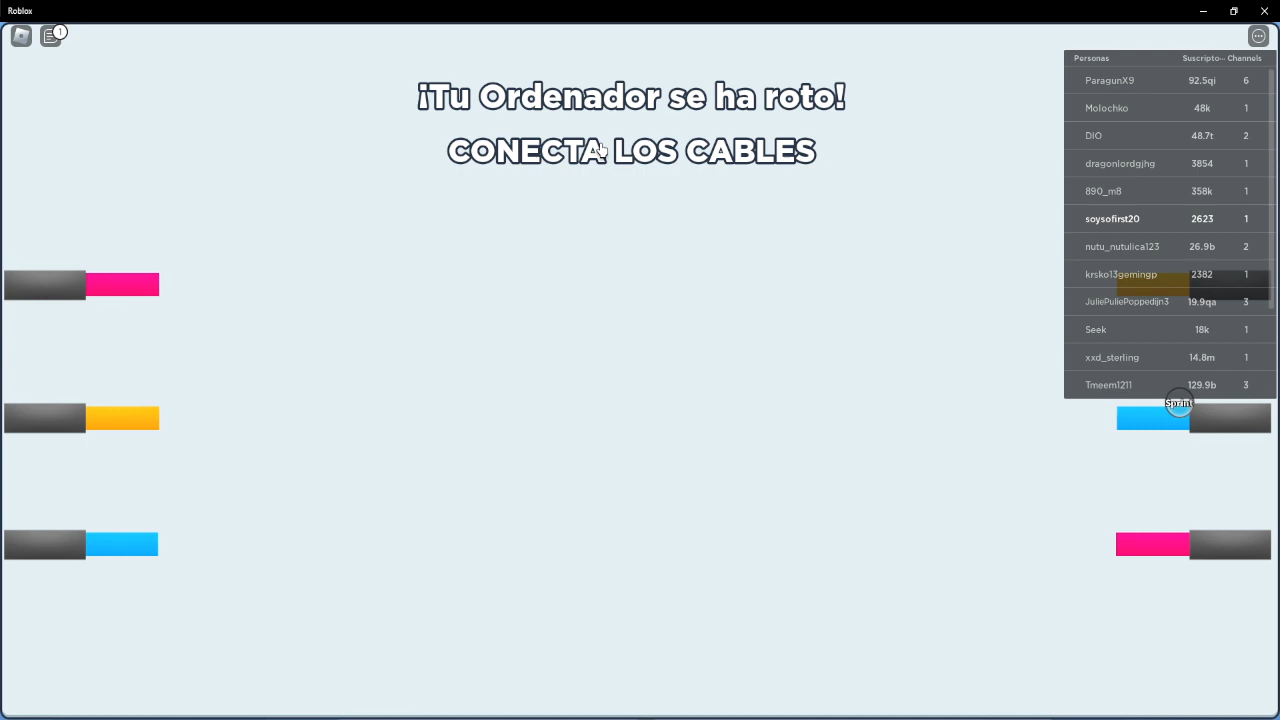 Roblox
1
¡Tu Ordenador se ha roto!
CONECTA LOS CABLES
Personas Suscripto... Channels
ParagunX9 92.5qi 6
Molochko 48k 1
DIO 48.7t 2
dragonlordgjhg 3854 1
890_m8 358k 1
soysofirst20 2623 1
nutu_nutulica123 26.9b 2
krsko13gemingp 2382 1
JuliePuliePoppedijn3 19.9qa 3
Seek 18k 1
xxd_sterling 14.8m 1
Tmeem1211 129.9b 3
Sprint